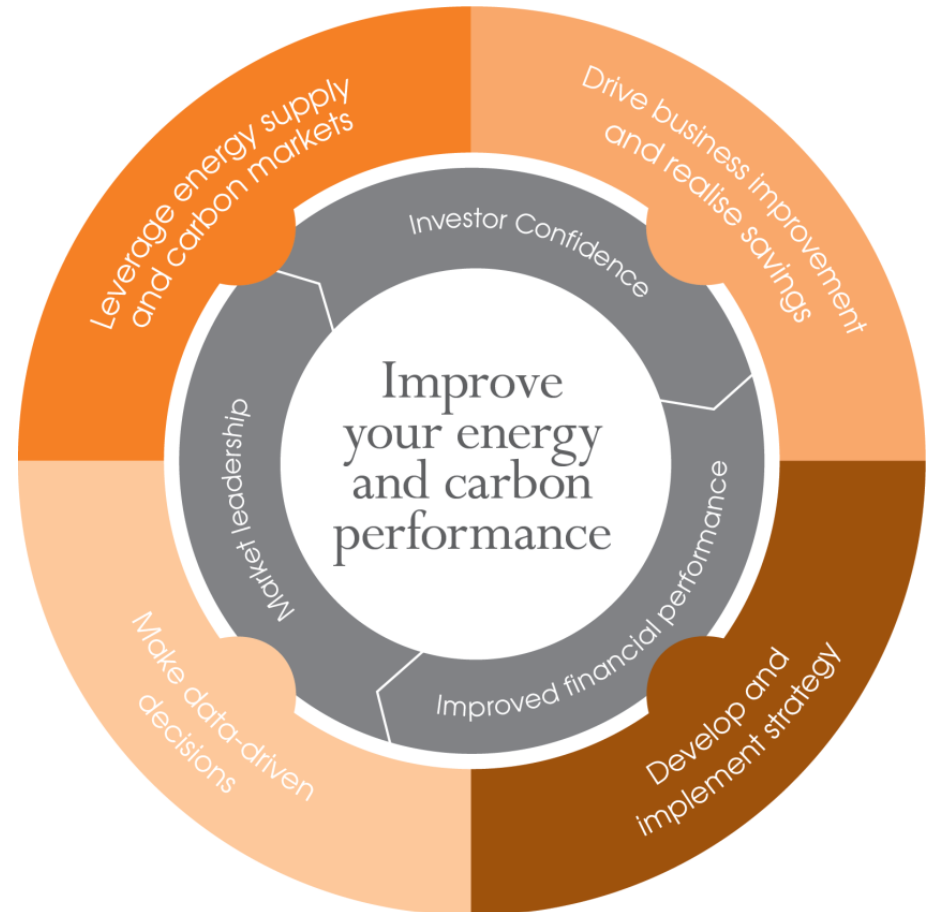 Leverage energy supply
and carbon markets
Drive business improvement
and realise savings
Investor Confidence
Improve
your energy
and carbon
performance
Market leadership
Improved financial performance
Make data-driven
decisions
Develop and
implement strategy